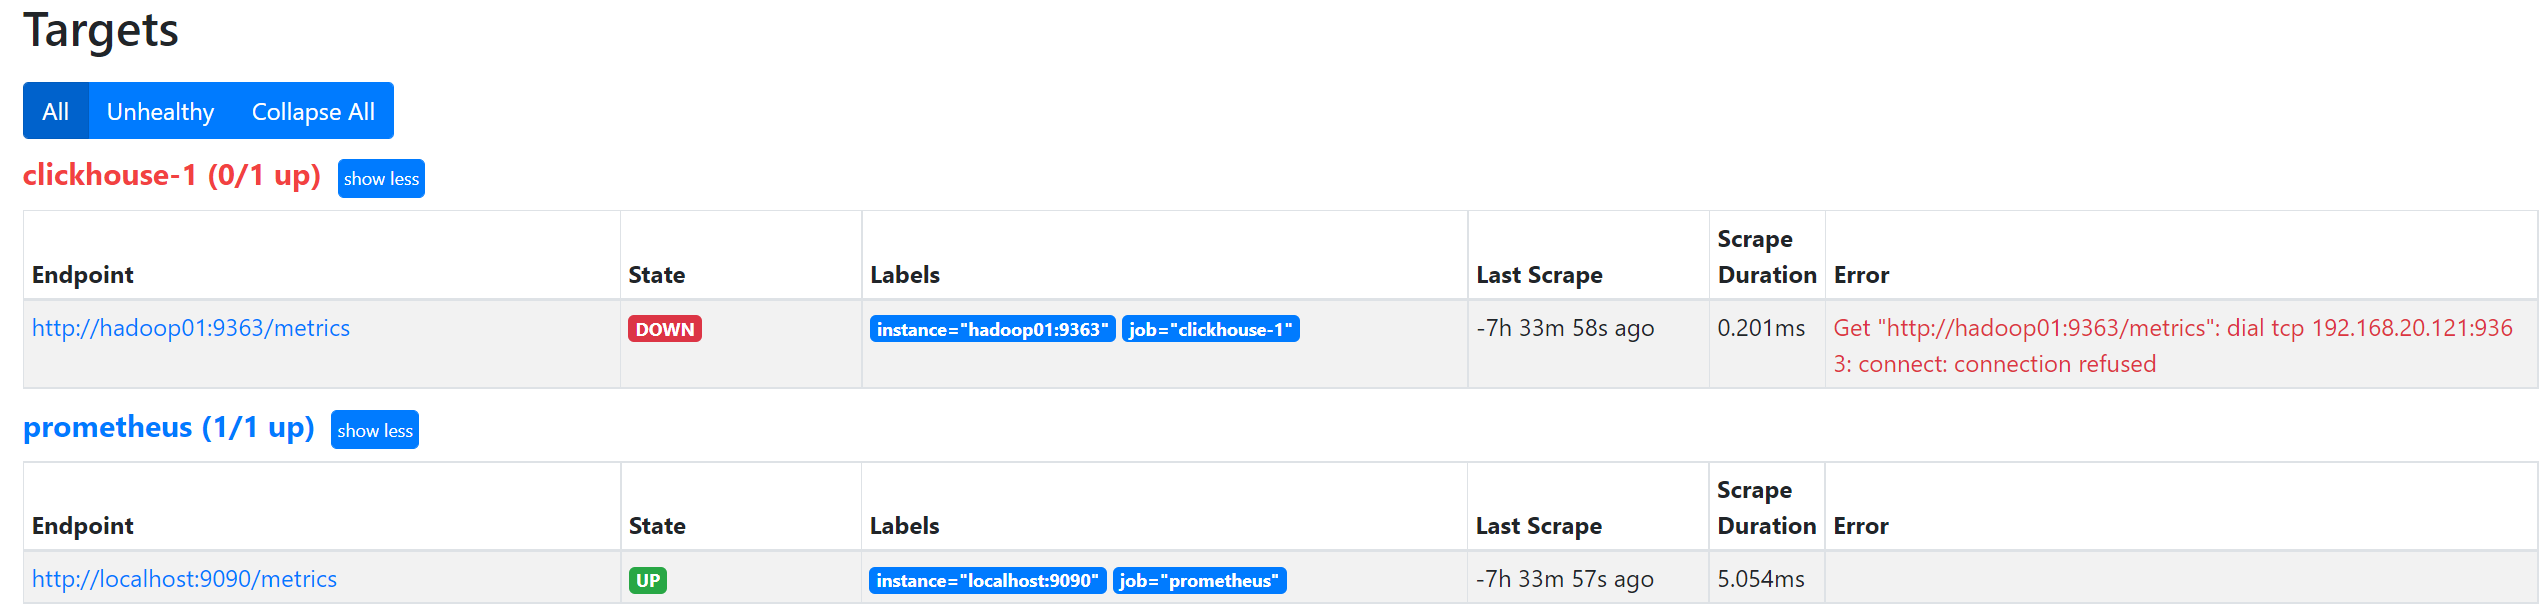 Targets
All Unhealthy Collapse All
clickhouse-1 (0/1 up) show less
Endpoint State Labels Last Scrape Scrape Duration Error
http://hadoop01:9363/metrics DOWN instance="hadoop01:9363" job="clickhouse-1" -7h 33m 58s ago 0.201ms Get "http://hadoop01:9363/metrics": dial tcp 192.168.20.121:936
3: connect: connection refused
prometheus (1/1 up) show less
Endpoint State Labels Last Scrape Scrape Duration Error
http://localhost:9090/metrics UP instance="localhost:9090" job="prometheus" -7h 33m 57s ago 5.054ms